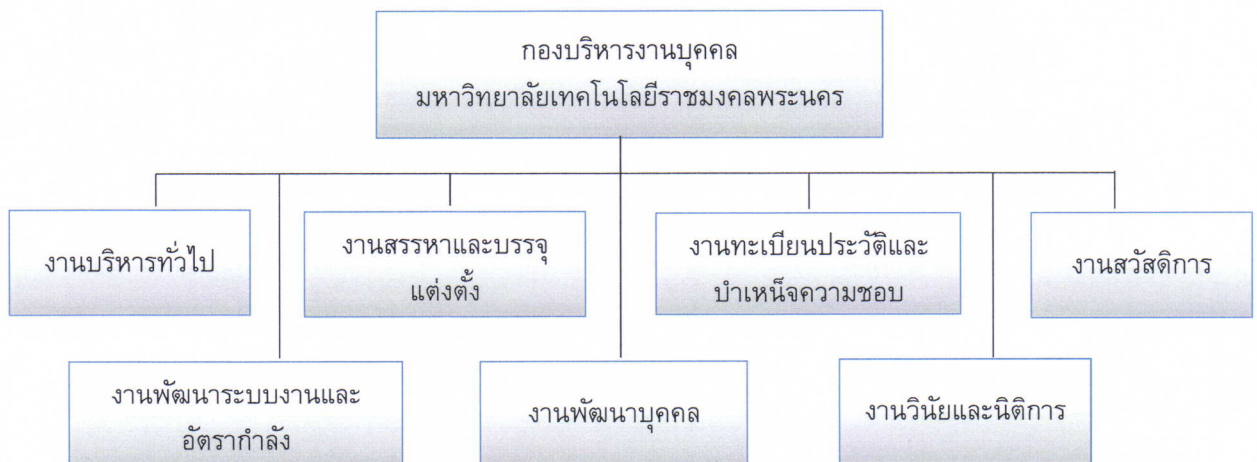 กองบริหารงานบุคคล
มหาวิทยาลัยเทคโนโลยีราชมงคลพระนคร
งานบริหารทั่วไป
งานสรรหาและบรรจุ
แต่งตั้ง
งานทะเบียนประวัติและ
บำเหน็จความชอบ
งานสวัสดิการ
งานพัฒนาระบบงานและ
อัตรากำลัง
งานพัฒนาบุคคล
งานวินัยและนิติการ